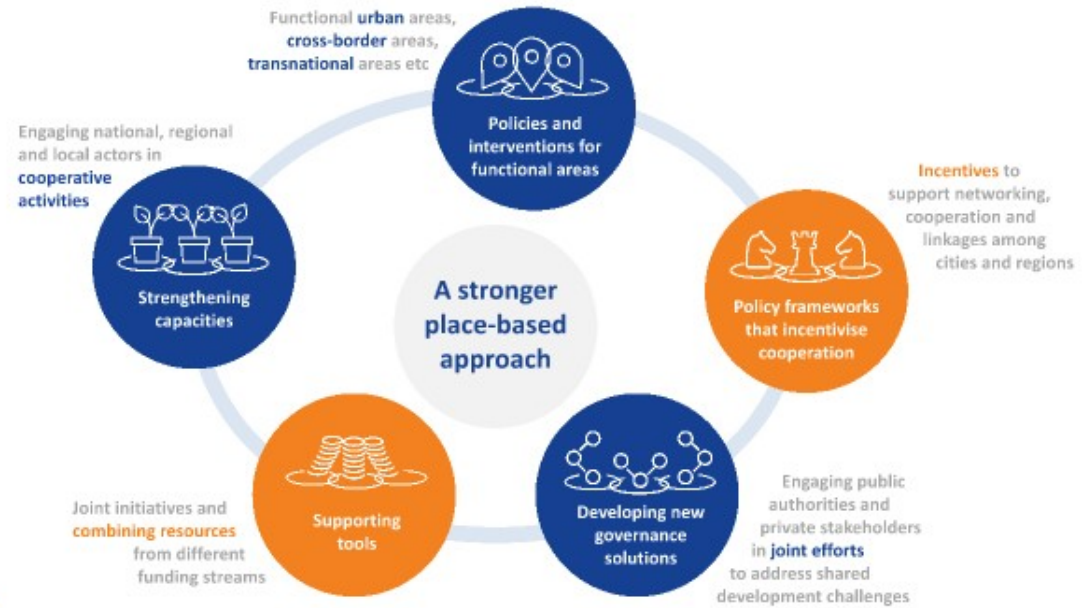 Functional urban areas,
cross-border areas,
transnational areas etc
Policies and
interventions for
functional areas
Incentives to
support networking,
cooperation and
linkages among
cities and regions
Policy frameworks
that incentivise
cooperation
Engaging public
authorities and
private stakeholders
in joint efforts
to address shared
development challenges
Developing new
governance
solutions
Joint initiatives and
combining resources
from different
funding streams
Supporting
tools
Engaging national, regional
and local actors in
cooperative
activities
Strengthening
capacities
A stronger
place-based
approach